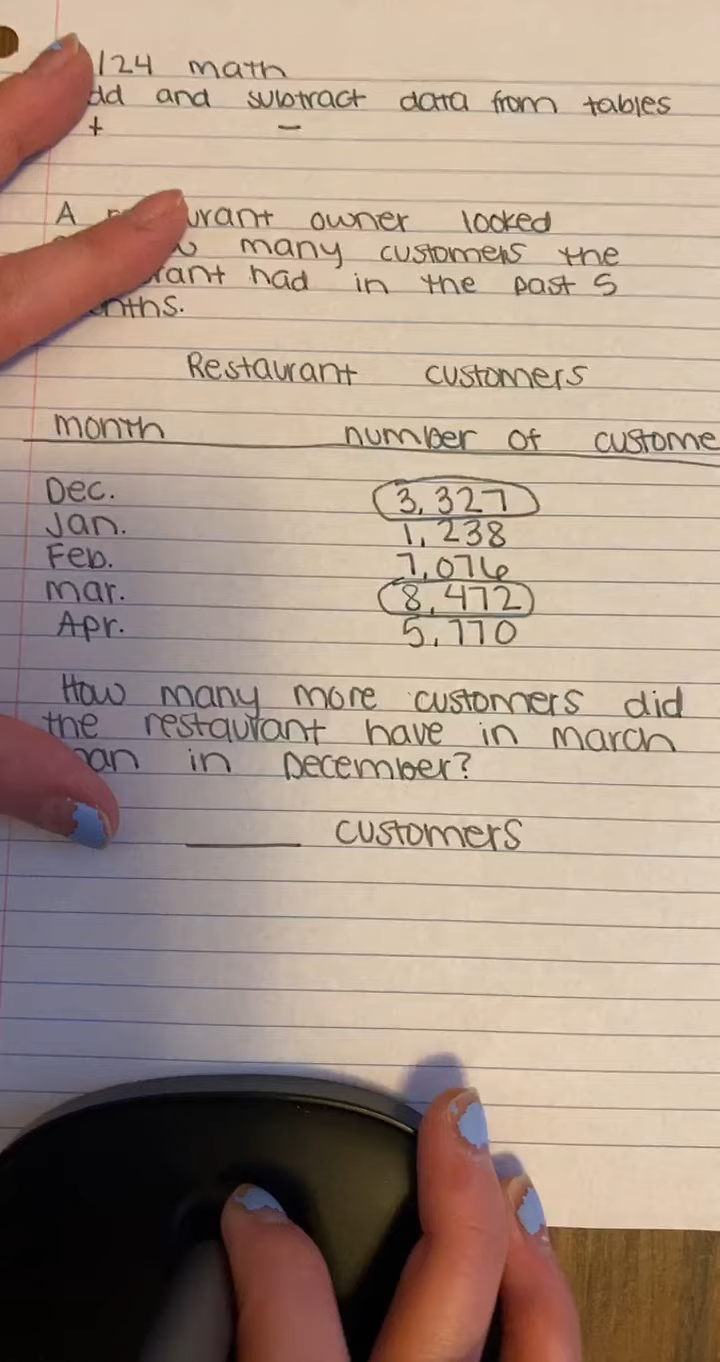 124 math
dd and subtract data from tables
+ −
A urant owner looked
many customers the
rant had in the past 5
nths.
Restaurant customers
month number of custome
Dec. 3,327
Jan. 1,238
Feb. 7,076
mar. 8,472
Apr. 5,770
How many more customers did
the restaurant have in march
an in December?
customers